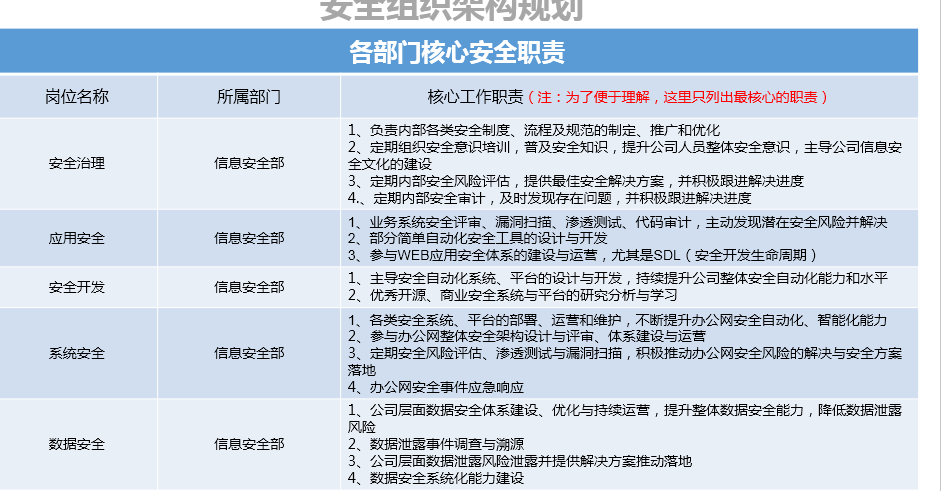 安全组织架构规划
各部门核心安全职责
岗位名称
所属部门
核心工作职责（注：为了便于理解，这里只列出最核心的职责）
安全治理
信息安全部
1、负责内部各类安全制度、流程及规范的制定、推广和优化
2、定期组织安全意识培训，普及安全知识，提升公司人员整体安全意识，主导公司信息安
全文化的建设
3、定期内部安全风险评估，提供最佳安全解决方案，并积极跟进解决进度
4.、定期内部安全审计，及时发现存在问题，并积极跟进解决进度
应用安全
信息安全部
1、业务系统安全评审、漏洞扫描、渗透测试、代码审计，主动发现潜在安全风险并解决
2、部分简单自动化安全工具的设计与开发
3、参与WEB应用安全体系的建设与运营，尤其是SDL（安全开发生命周期）
安全开发
信息安全部
1、主导安全自动化系统、平台的设计与开发，持续提升公司整体安全自动化能力和水平
2、优秀开源、商业安全系统与平台的研究分析与学习
系统安全
信息安全部
1、各类安全系统、平台的部署、运营和维护，不断提升办公网安全自动化、智能化能力
2、参与办公网整体安全架构设计与评审、体系建设与运营
3、定期安全风险评估、渗透测试与漏洞扫描，积极推动办公网安全风险的解决与安全方案
落地
4、办公网安全事件应急响应
数据安全
信息安全部
1、公司层面数据安全体系建设、优化与持续运营，提升整体数据安全能力，降低数据泄露
风险
2、数据泄露事件调查与溯源
3、公司层面数据泄露风险泄露并提供解决方案推动落地
4、数据安全系统化能力建设